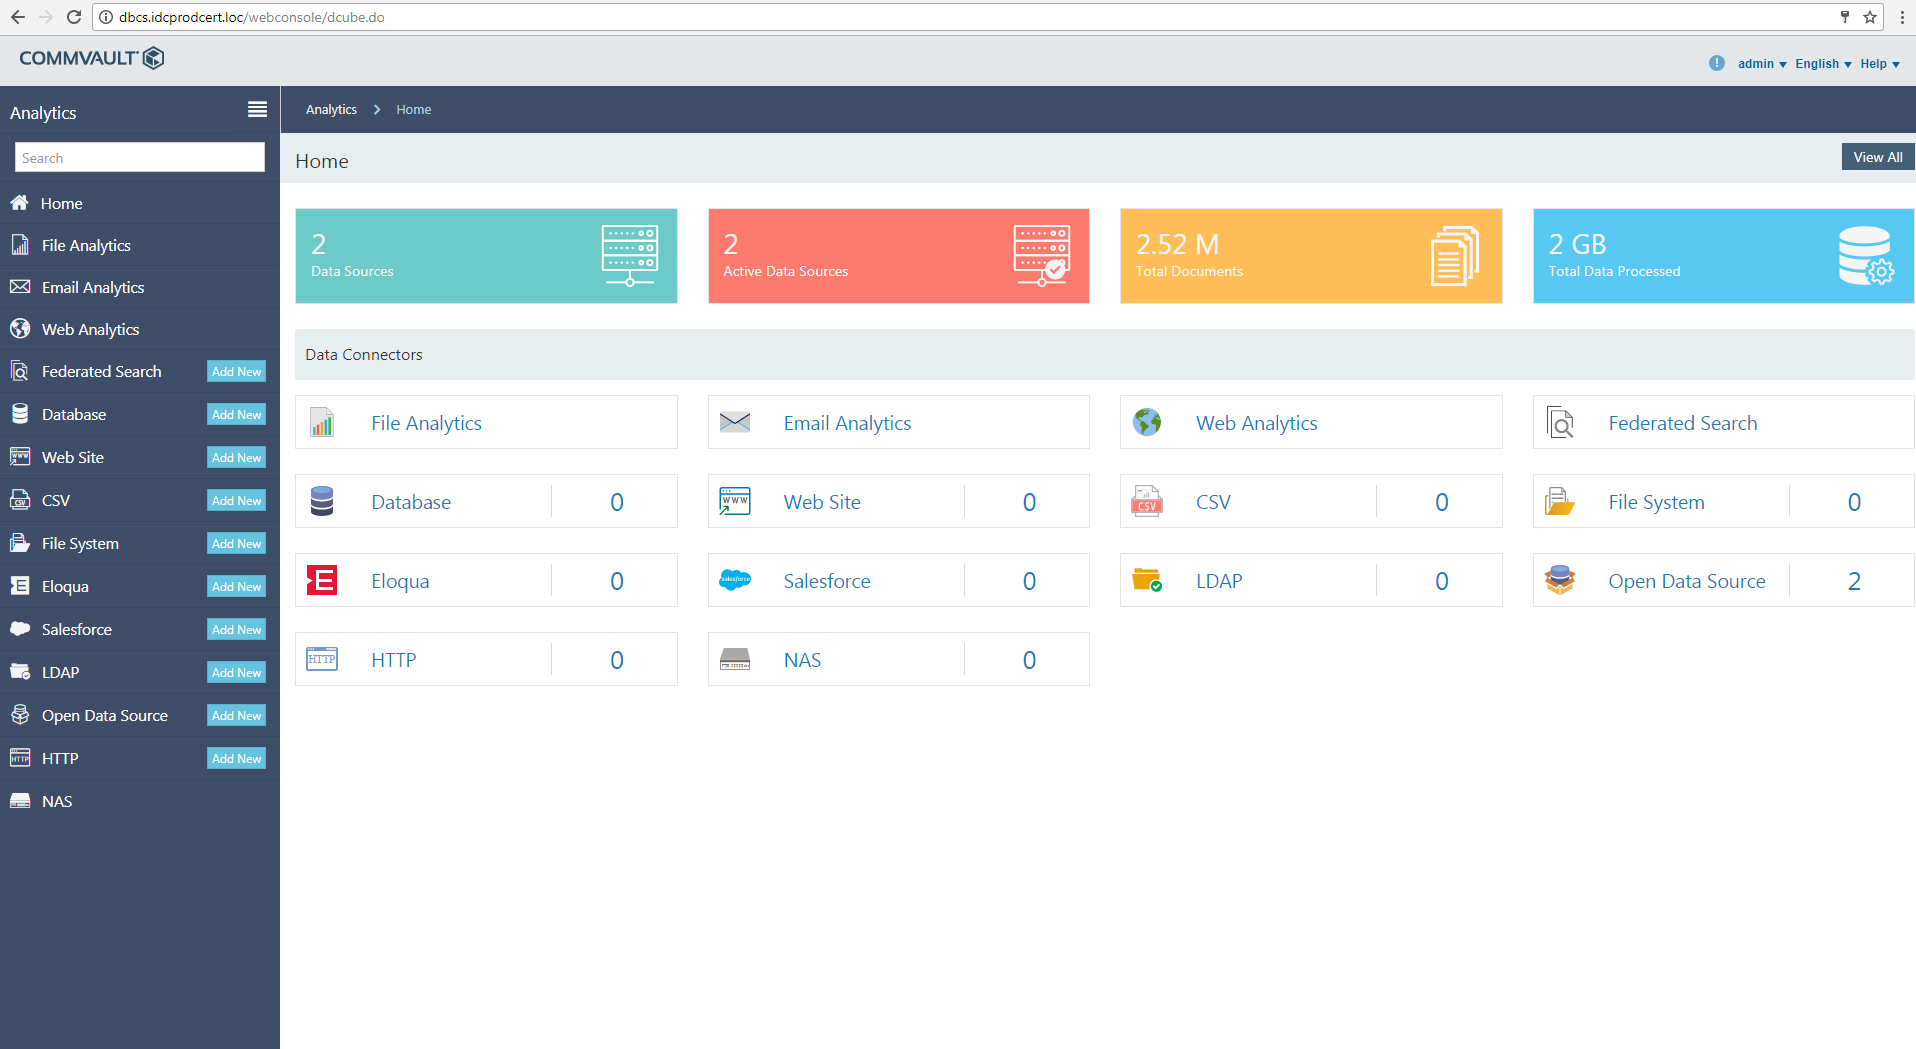 dbcs.idcprodcert.loc/webconsole/dcube.do
COMMVAULT
admin English Help
Analytics
Search
Home
File Analytics
Email Analytics
Web Analytics
Federated Search Add New
Database Add New
Web Site Add New
CSV Add New
File System Add New
Eloqua Add New
Salesforce Add New
LDAP Add New
Open Data Source Add New
HTTP Add New
NAS
Analytics Home
Home
View All
2
Data Sources
2
Active Data Sources
2.52 M
Total Documents
2 GB
Total Data Processed
Data Connectors
File Analytics
Email Analytics
Web Analytics
Federated Search
Database 0
WWW
Web Site 0
CSV
CSV 0
File System 0
Eloqua 0
salesforce
Salesforce 0
LDAP 0
Open Data Source 2
HTTP
HTTP 0
NAS 0